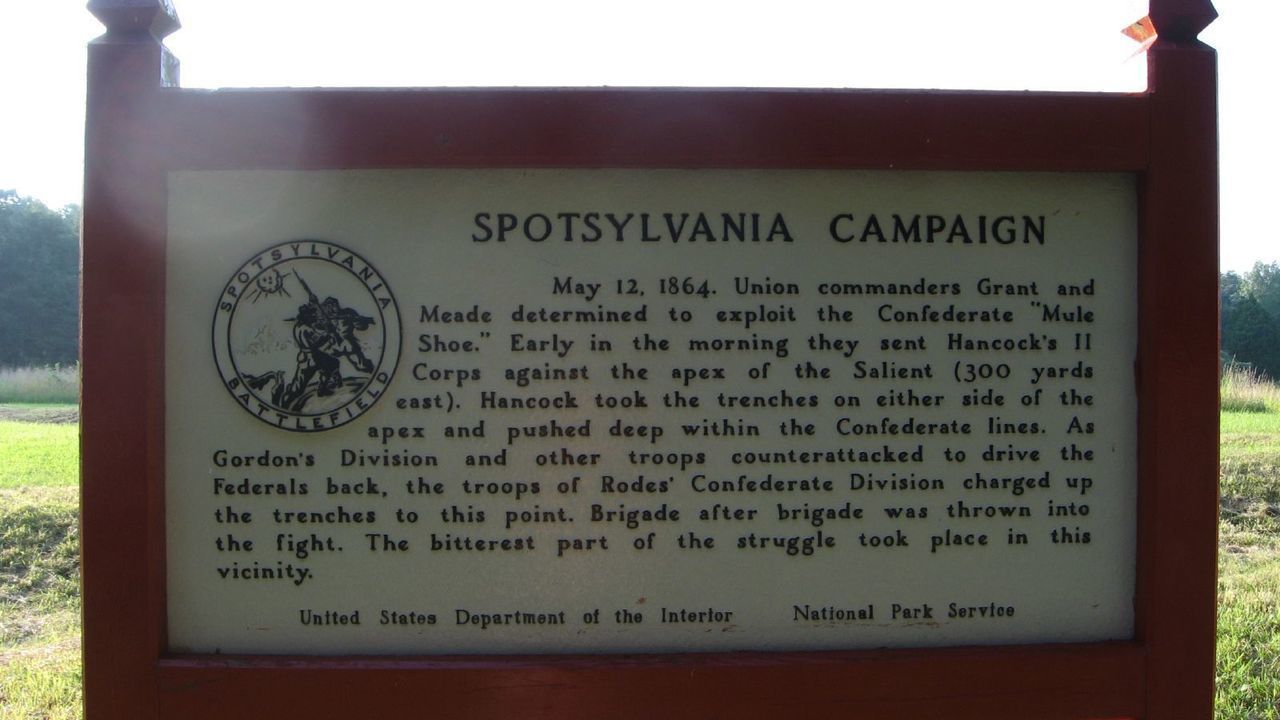 SPOTSYLVANIA CAMPAIGN
SPOTSYLVANIA
BATTLEFIELD
May 12, 1864. Union commanders Grant and
Meade determined to exploit the Confederate "Mule
Shoe." Early in the morning they sent Hancock's II
Corps against the apex of the Salient (300 yards
east). Hancock took the trenches on either side of the
apex and pushed deep within the Confederate lines. As
Gordon's Division and other troops counterattacked to drive the
Federals back, the troops of Rodes' Confederate Division charged up
the trenches to this point. Brigade after brigade was thrown into
the fight. The bitterest part of the struggle took place in this
vicinity.
United States Department of the Interior National Park Service